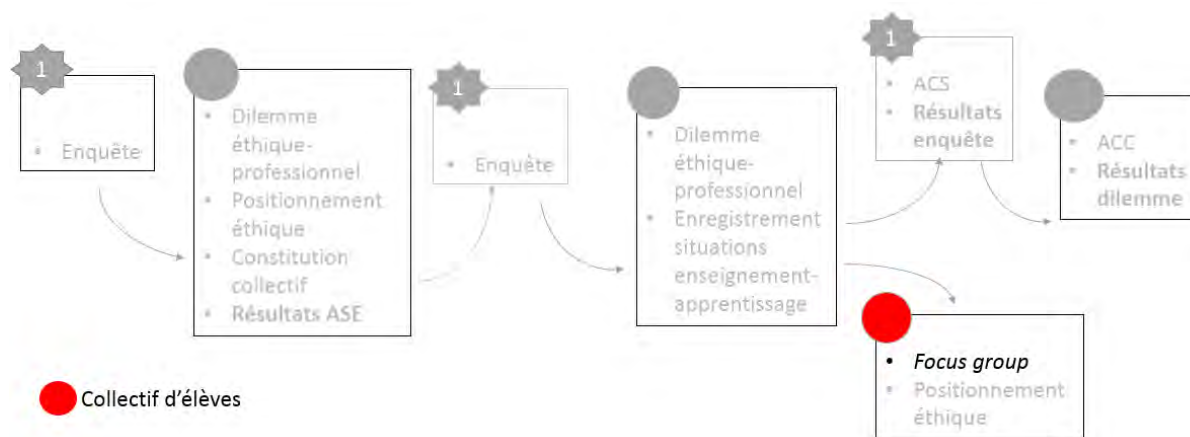 1
• Enquête
• Dilemme
éthique-
professionnel
• Positionnement
éthique
• Constitution
collectif
• Résultats ASE
1
• Enquête
• Dilemme
éthique-
professionnel
• Enregistrement
situations
enseignement-
apprentissage
1
• ACS
• Résultats
enquête
• ACC
• Résultats
dilemme
• Focus group
• Positionnement
éthique
Collectif d'élèves